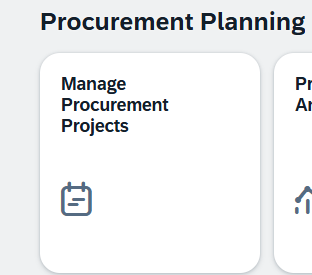 Procurement Planning
Manage
Procurement
Projects